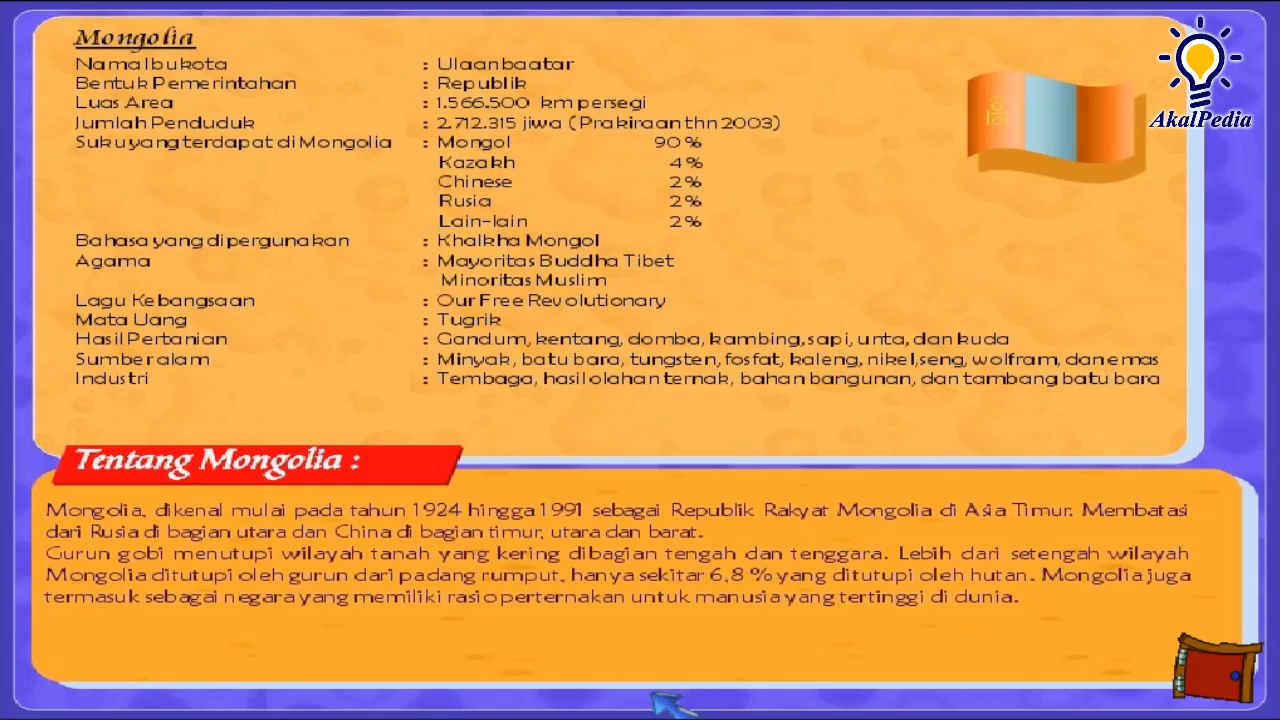 Mongolia
AkalPedia
Nama Ibukota : Ulaanbaatar
Bentuk Pemerintahan : Republik
Luas Area : 1.566.500 km persegi
Jumlah Penduduk : 2.712.315 jiwa (Prakiraan thn 2003)
Suku yang terdapat di Mongolia : Mongol 90%
Kazakh 4%
Chinese 2%
Rusia 2%
Lain-lain 2%
Bahasa yang dipergunakan : Khalkha Mongol
Agama : Mayoritas Buddha Tibet
Minoritas Muslim
Lagu Kebangsaan : Our Free Revolutionary
Mata Uang : Tugrik
Hasil Pertanian : Gandum, kentang, domba, kambing, sapi, unta, dan kuda
Sumber alam : Minyak, batu bara, tungsten, fosfat, kaleng, nikel, seng, wolfram, dan emas
Industri : Tembaga, hasil olahan ternak, bahan bangunan, dan tambang batu bara
Tentang Mongolia :
Mongolia, dikenal mulai pada tahun 1924 hingga 1991 sebagai Republik Rakyat Mongolia di Asia Timur. Membatasi
dari Rusia di bagian utara dan China di bagian timur, utara dan barat.
Gurun gobi menutupi wilayah tanah yang kering dibagian tengah dan tenggara. Lebih dari setengah wilayah
Mongolia ditutupi oleh gurun dari padang rumput, hanya sekitar 6,8 % yang ditutupi oleh hutan. Mongolia juga
termasuk sebagai negara yang memiliki rasio perternakan untuk manusia yang tertinggi di dunia.